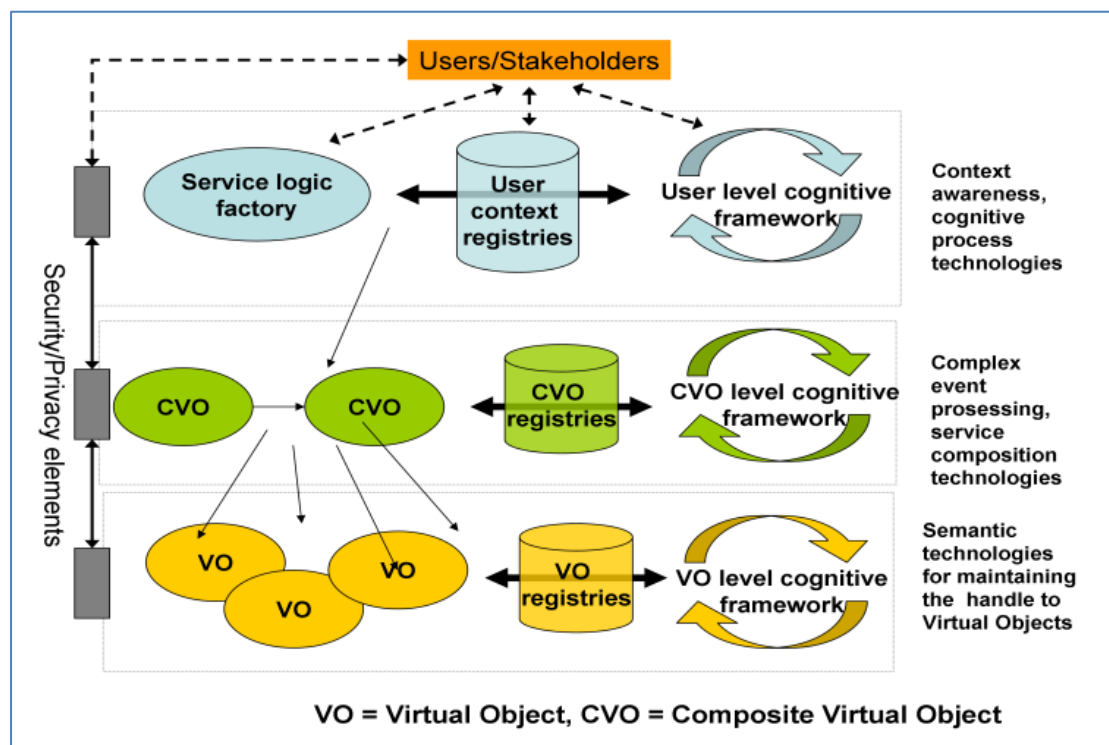 Users/Stakeholders
Service logic
factory
User
context
registries
User level cognitive
framework
Context
awareness,
cognitive
process
technologies
Security/Privacy elements
CVO
CVO
CVO
registries
CVO level cognitive
framework
Complex
event
prosessing,
service
composition
technologies
VO
VO
VO
VO
registries
VO level cognitive
framework
Semantic
technologies
for maintaining
the handle to
Virtual Objects
VO = Virtual Object, CVO = Composite Virtual Object